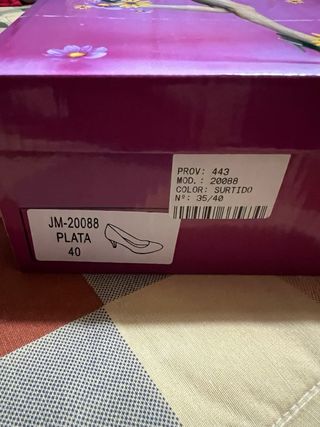 PROV: 443
MOD.: 20088
COLOR: SURTIDO
Nº: 35/40
JM-20088
PLATA
40